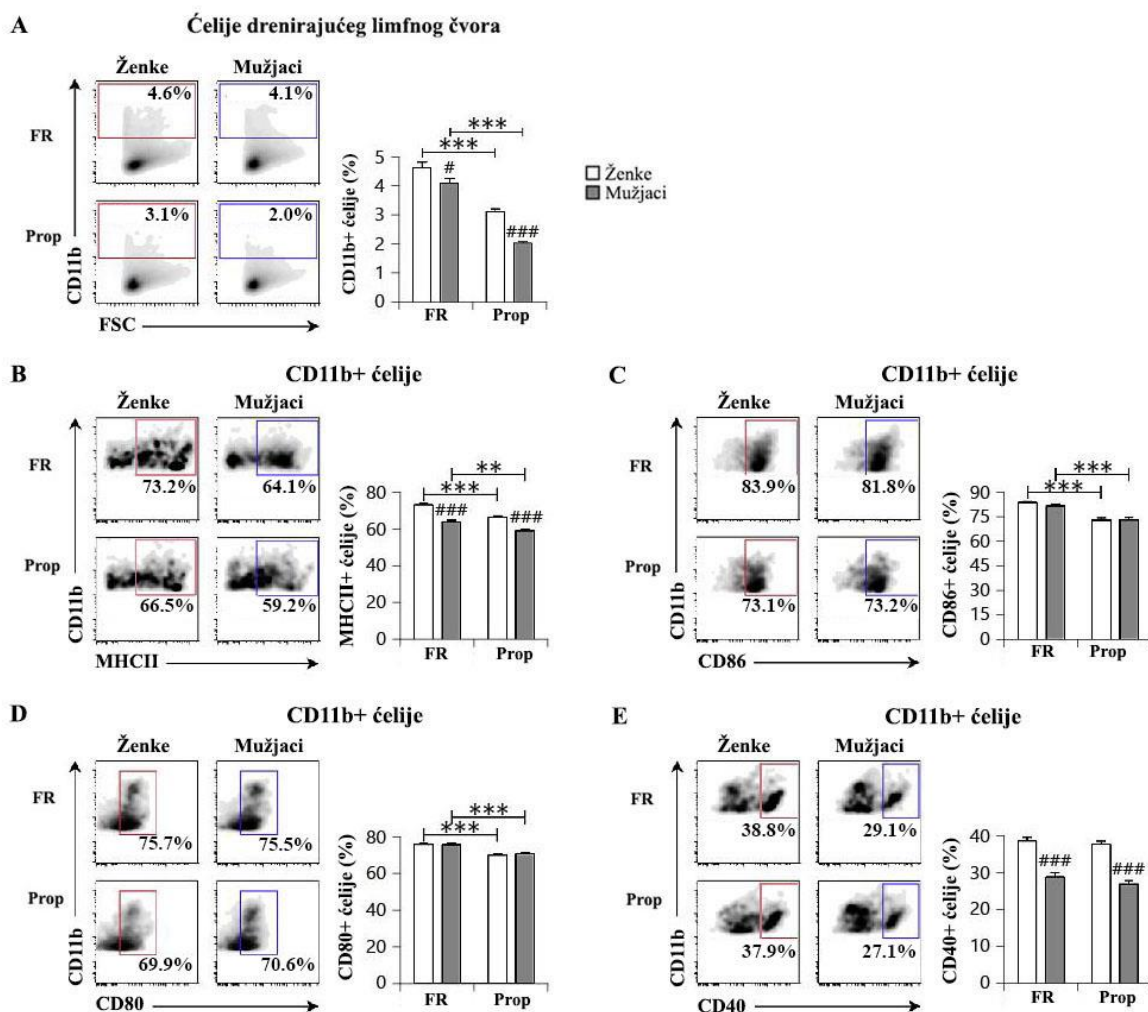 A
Ćelije drenirajućeg limfnog čvora
Ženke
Mužjaci
FR
4.6%
4.1%
Prop
3.1%
2.0%
CD11b
FSC
CD11b+ ćelije (%)
5
4
3
2
1
0
***
***
#
###
FR
Prop
Ženke
Mužjaci
B
CD11b+ ćelije
Ženke
Mužjaci
FR
73.2%
64.1%
Prop
66.5%
59.2%
CD11b
MHCII
MHCII+ ćelije (%)
80
60
40
20
0
**
***
###
###
FR
Prop
C
CD11b+ ćelije
Ženke
Mužjaci
FR
83.9%
81.8%
Prop
73.1%
73.2%
CD11b
CD86
CD86+ ćelije (%)
90
75
60
45
30
15
0
***
***
FR
Prop
D
CD11b+ ćelije
Ženke
Mužjaci
FR
75.7%
75.5%
Prop
69.9%
70.6%
CD11b
CD80
CD80+ ćelije (%)
80
60
40
20
0
***
***
FR
Prop
E
CD11b+ ćelije
Ženke
Mužjaci
FR
38.8%
29.1%
Prop
37.9%
27.1%
CD11b
CD40
CD40+ ćelije (%)
40
30
20
10
0
###
###
FR
Prop